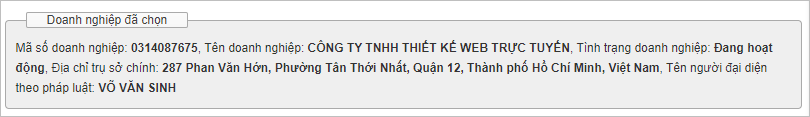 Doanh nghiệp đã chọn
Mã số doanh nghiệp: 0314087675, Tên doanh nghiệp: CÔNG TY TNHH THIẾT KẾ WEB TRỰC TUYẾN, Tình trạng doanh nghiệp: Đang hoạt
động, Địa chỉ trụ sở chính: 287 Phan Văn Hớn, Phường Tân Thới Nhất, Quận 12, Thành phố Hồ Chí Minh, Việt Nam, Tên người đại diện
theo pháp luật: VÕ VĂN SINH